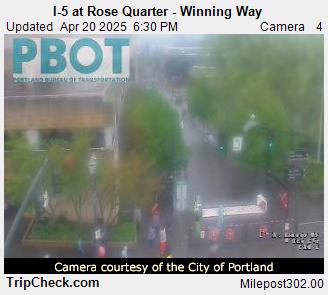 I-5 at Rose Quarter - Winning Way
Updated Apr 20 2025 6:30 PM Camera 4
PBOT
PORTLAND BUREAU OF TRANSPORTATION
Camera courtesy of the City of Portland
TripCheck.com Milepost302.00